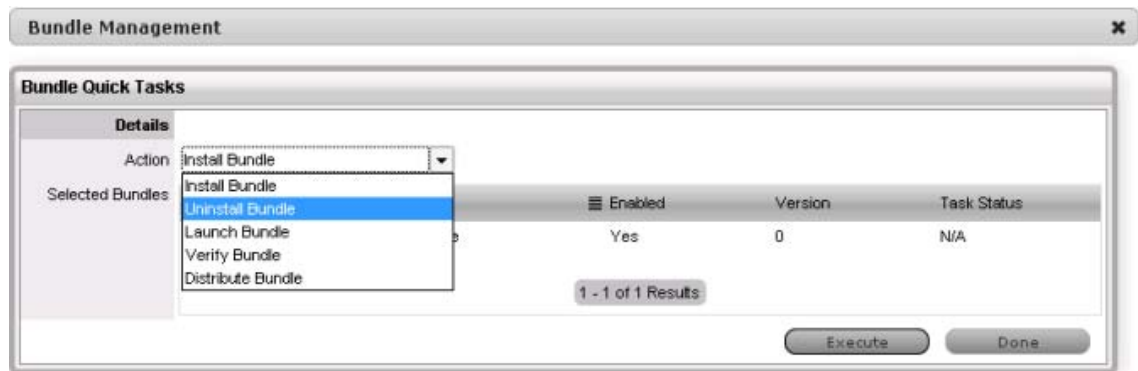 Bundle Management
Bundle Quick Tasks
Details
Action Install Bundle
Selected Bundles
Install Bundle
Uninstall Bundle
Launch Bundle
Verify Bundle
Distribute Bundle
Enabled Version Task Status
Yes 0 N/A
1 - 1 of 1 Results
Execute Done